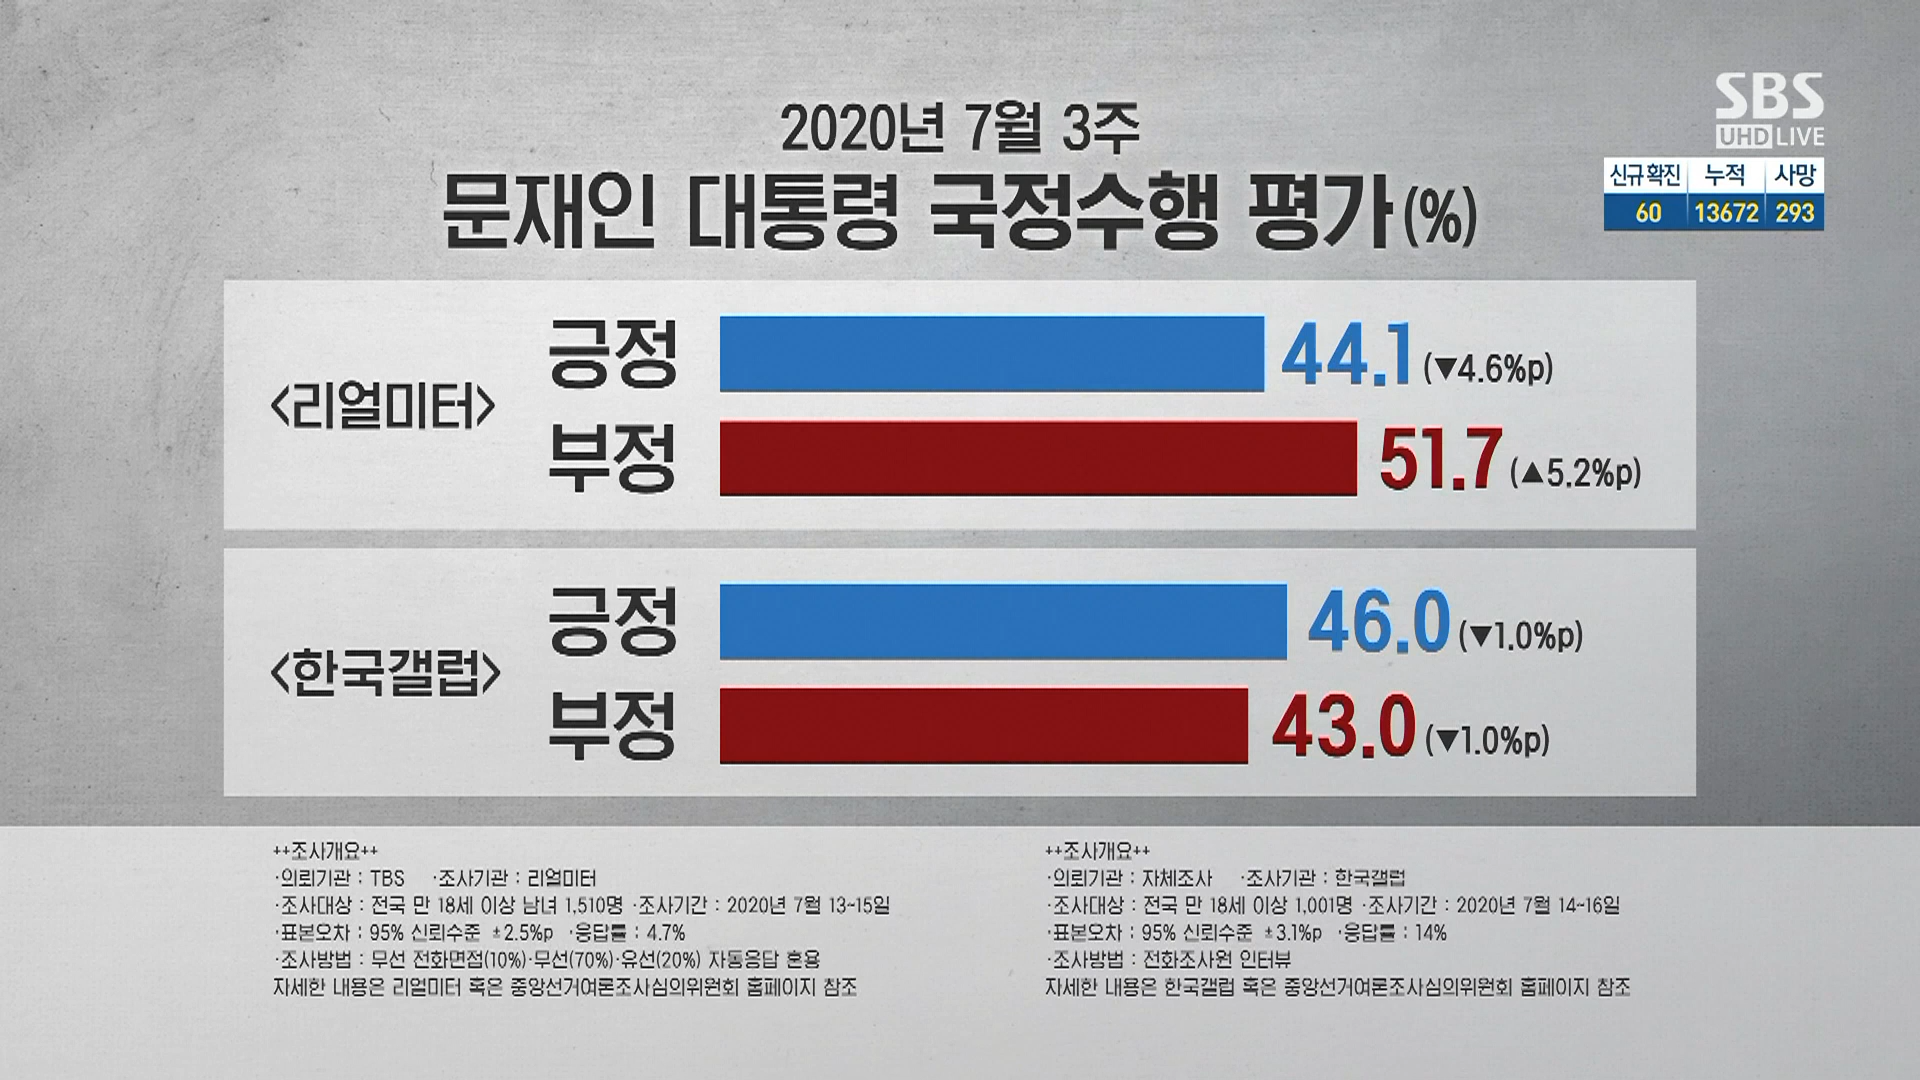 2020년 7월 3주
문재인 대통령 국정수행 평가(%)
SBS
UHD LIVE
신규확진 누적 사망
60 13672 293
<리얼미터>
긍정 44.1 (▼4.6%p)
부정 51.7 (▲5.2%p)
<한국갤럽>
긍정 46.0 (▼1.0%p)
부정 43.0 (▼1.0%p)
++조사개요++
·의뢰기관 : TBS ·조사기관 : 리얼미터
·조사대상 : 전국 만 18세 이상 남녀 1,510명 ·조사기간 : 2020년 7월 13~15일
·표본오차 : 95% 신뢰수준 ±2.5%p ·응답률 : 4.7%
·조사방법 : 무선 전화면접(10%)·무선(70%)·유선(20%) 자동응답 혼용
자세한 내용은 리얼미터 혹은 중앙선거여론조사심의위원회 홈페이지 참조
++조사개요++
·의뢰기관 : 자체조사 ·조사기관 : 한국갤럽
·조사대상 : 전국 만 18세 이상 1,001명 ·조사기간 : 2020년 7월 14~16일
·표본오차 : 95% 신뢰수준 ±3.1%p ·응답률 : 14%
·조사방법 : 전화조사원 인터뷰
자세한 내용은 한국갤럽 혹은 중앙선거여론조사심의위원회 홈페이지 참조